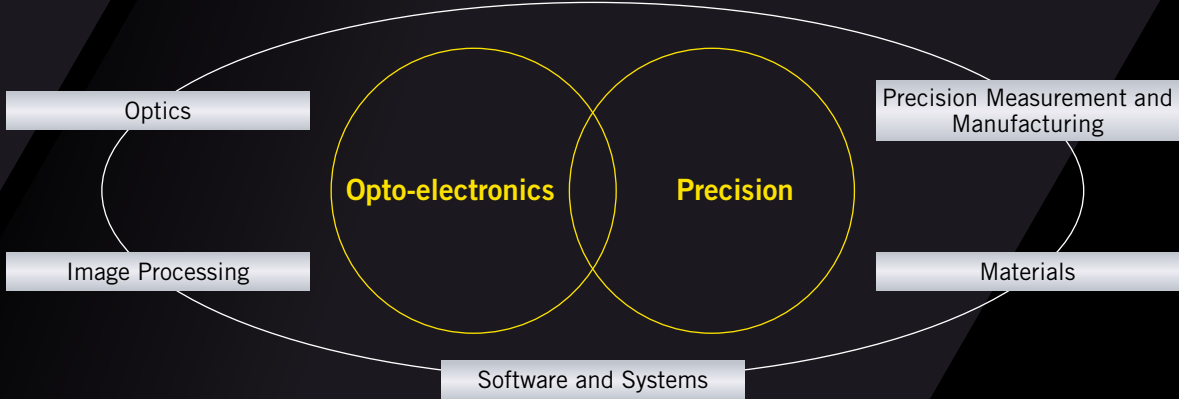 Optics
Precision Measurement and
Manufacturing
Opto-electronics
Precision
Image Processing
Materials
Software and Systems